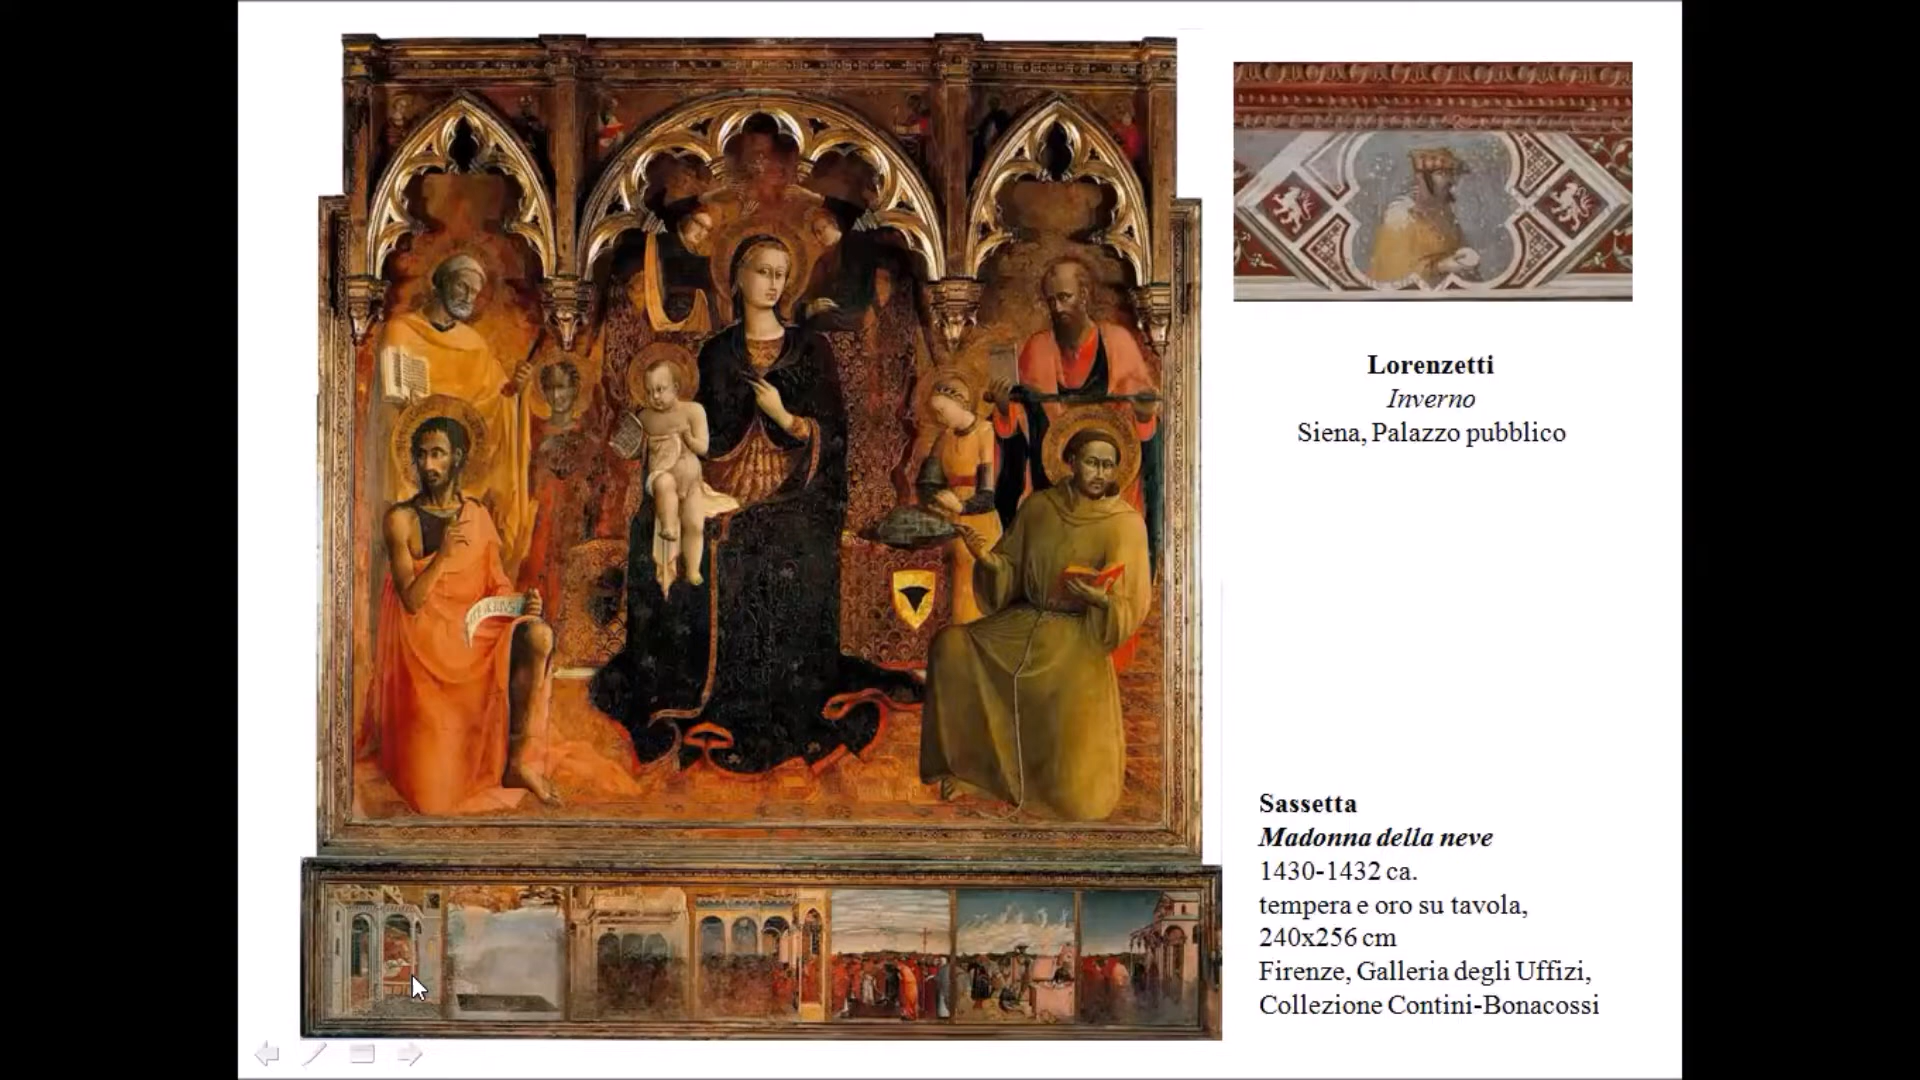 Lorenzetti
Inverno
Siena, Palazzo pubblico
Sassetta
Madonna della neve
1430-1432 ca.
tempera e oro su tavola,
240x256 cm
Firenze, Galleria degli Uffizi,
Collezione Contini-Bonacossi